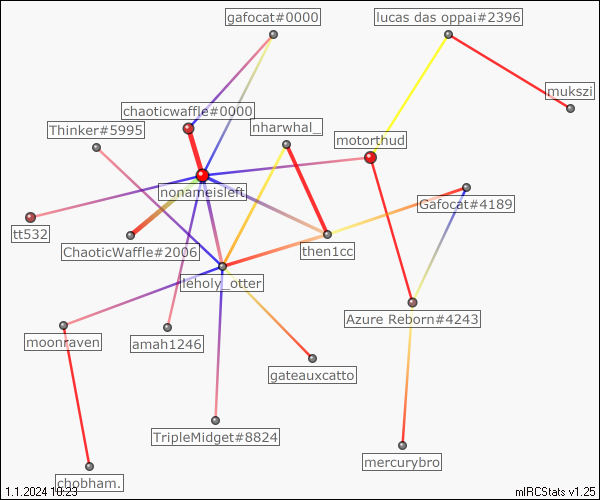 gafocat#0000
lucas das oppai#2396
mukszi
chaoticwaffle#0000
Thinker#5995
nharwhal_
motorthud
nonameisleft
Gafocat#4189
tt532
ChaoticWaffle#2006
then1cc
leholy_otter
Azure Reborn#4243
moonraven
amah1246
gateauxcatto
TripleMidget#8824
mercurybro
chobham.
1.1.2024 10:23
mIRCStats v1.25